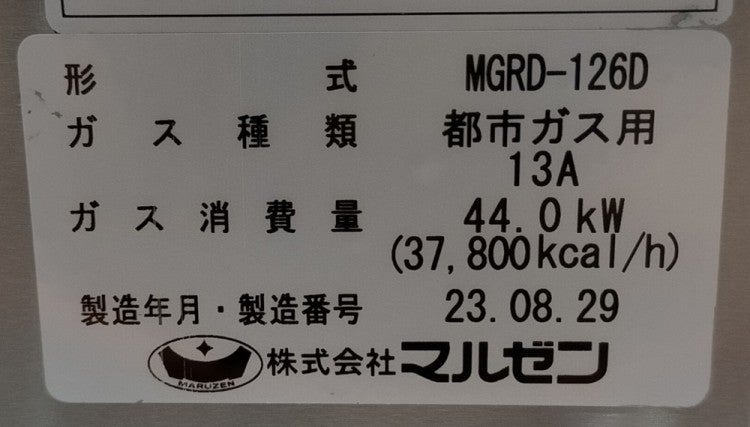 形式 MGRD-126D
ガス種類 都市ガス用
13A
ガス消費量 44.0kW
(37,800kcal/h)
製造年月・製造番号 23.08.29
MARUZEN 株式会社マルゼン